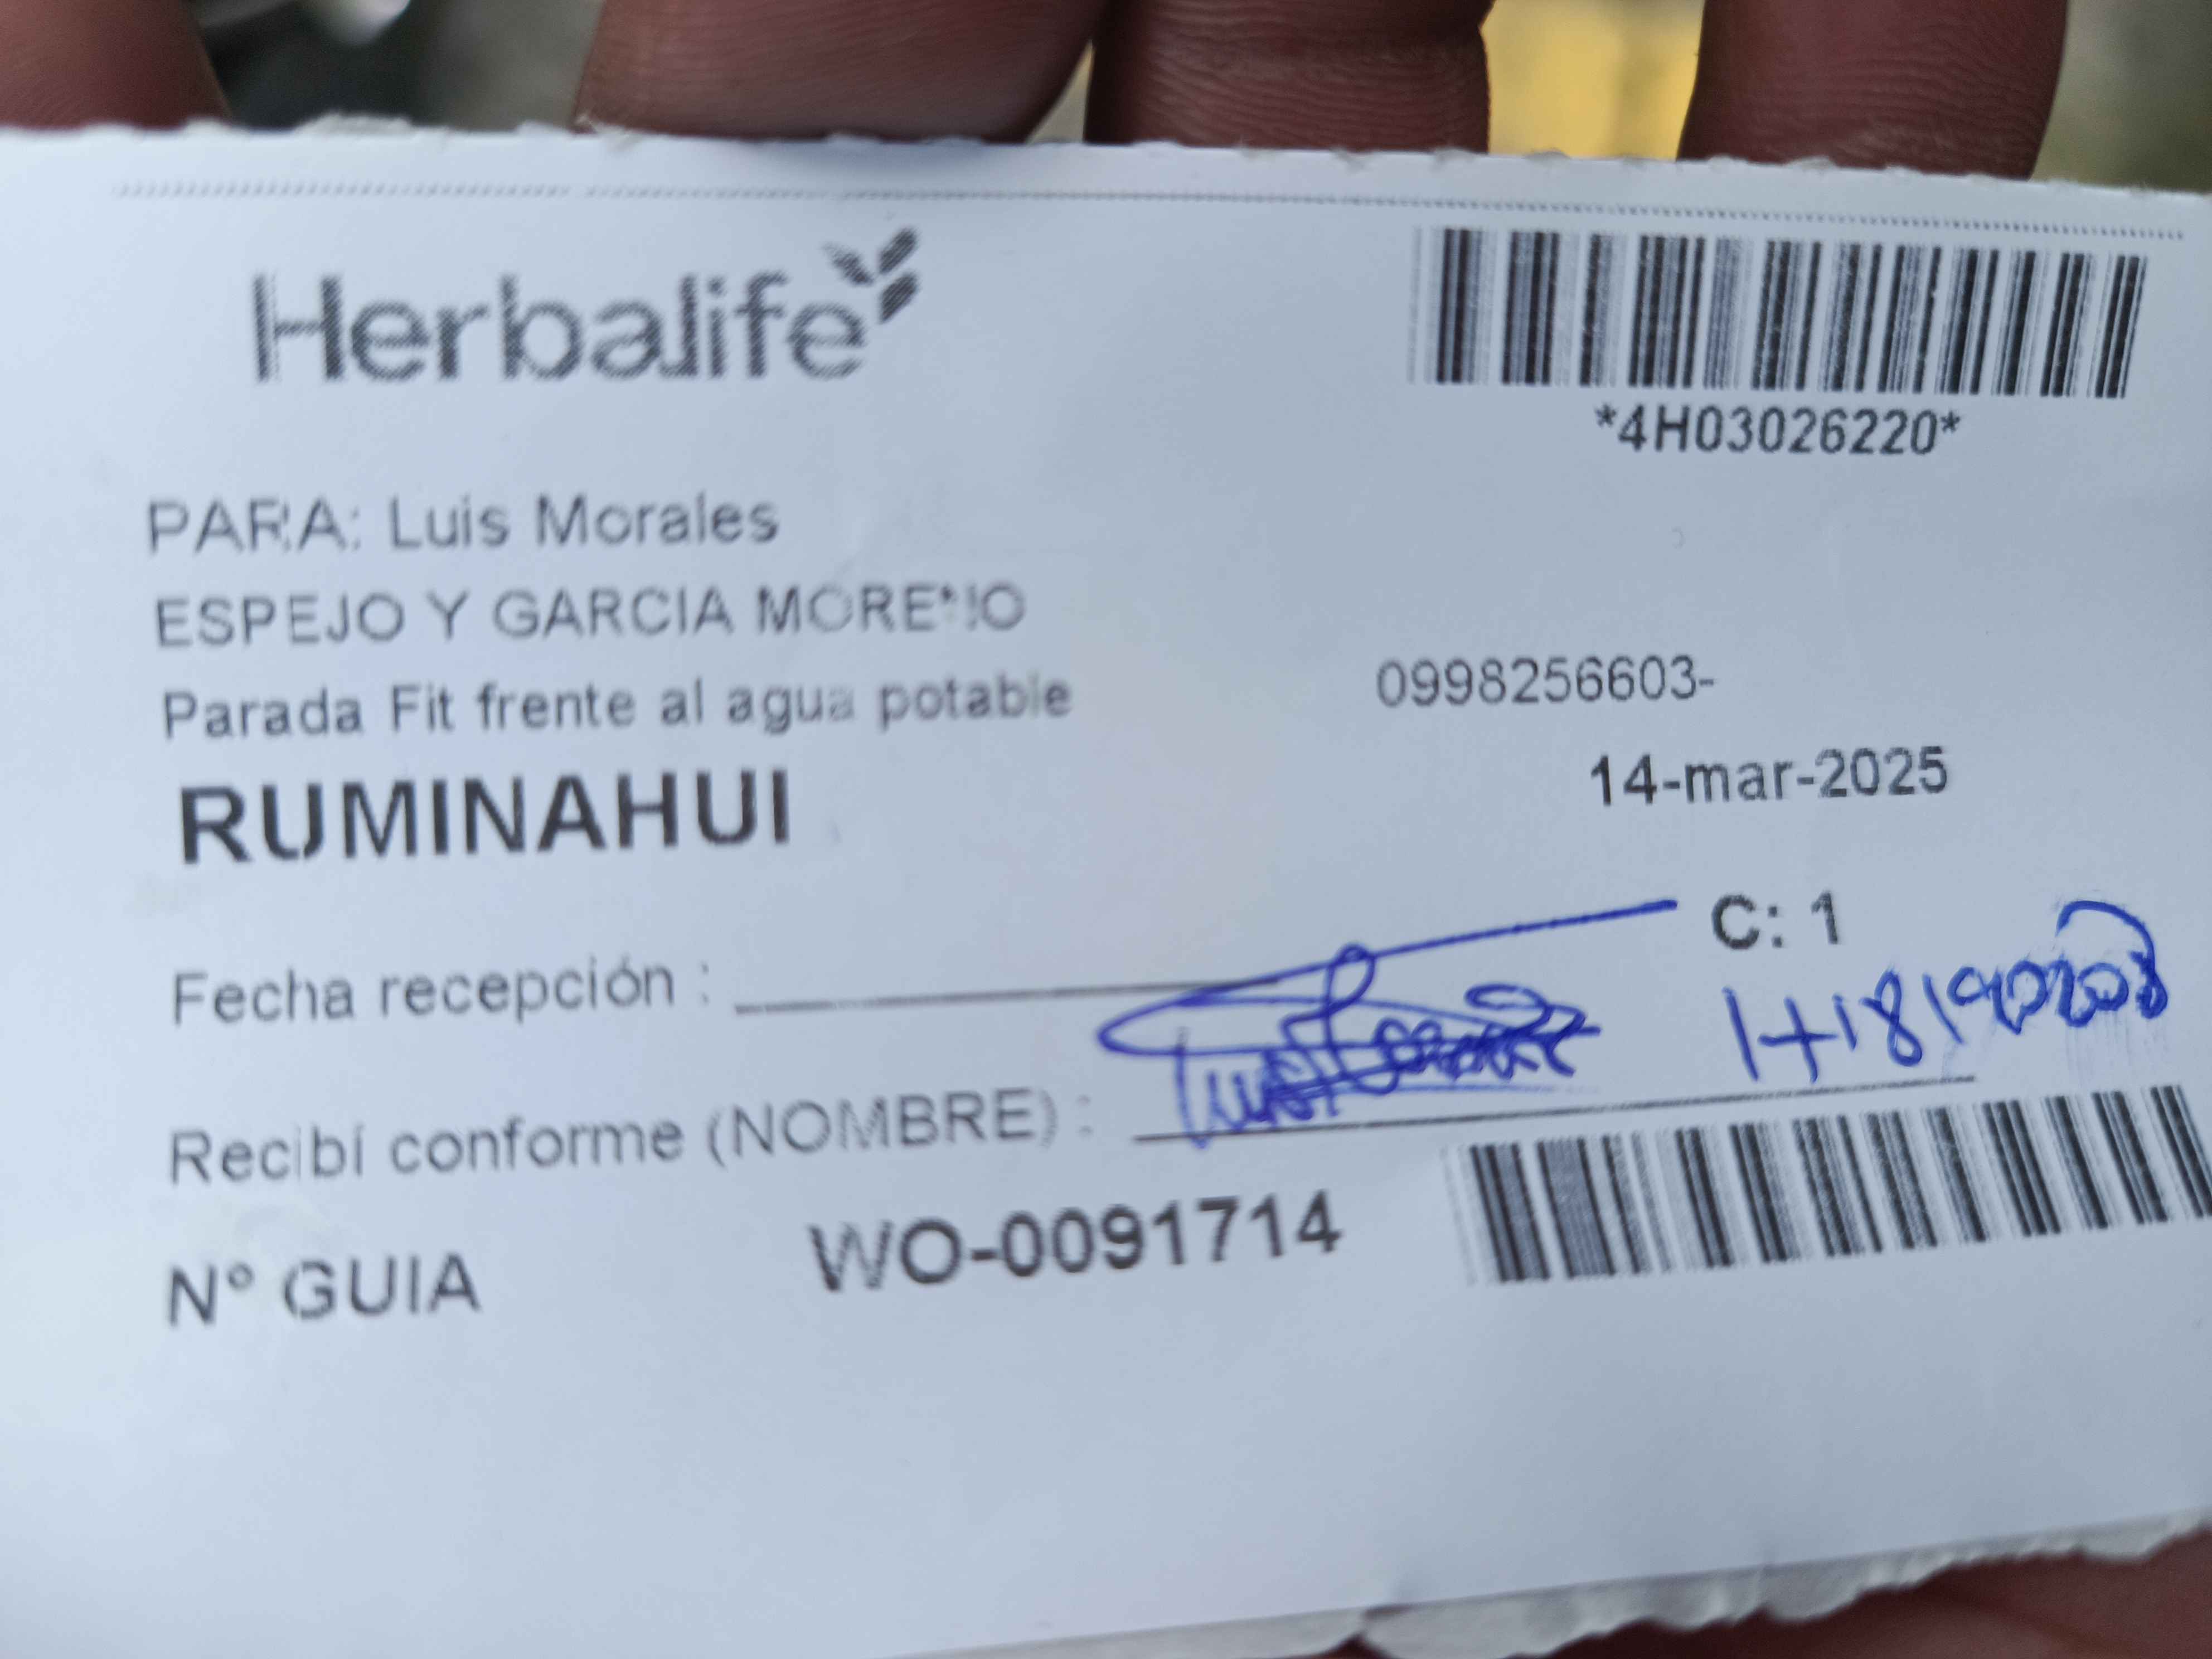 Herbalife
*4H03026220*
PARA: Luis Morales
ESPEJO Y GARCIA MORENO
Parada Fit frente al agua potable
0998256603-
RUMINAHUI
14-mar-2025
C: 1
Fecha recepción :
Recibí conforme (NOMBRE) :
Nº GUIA
WO-0091714